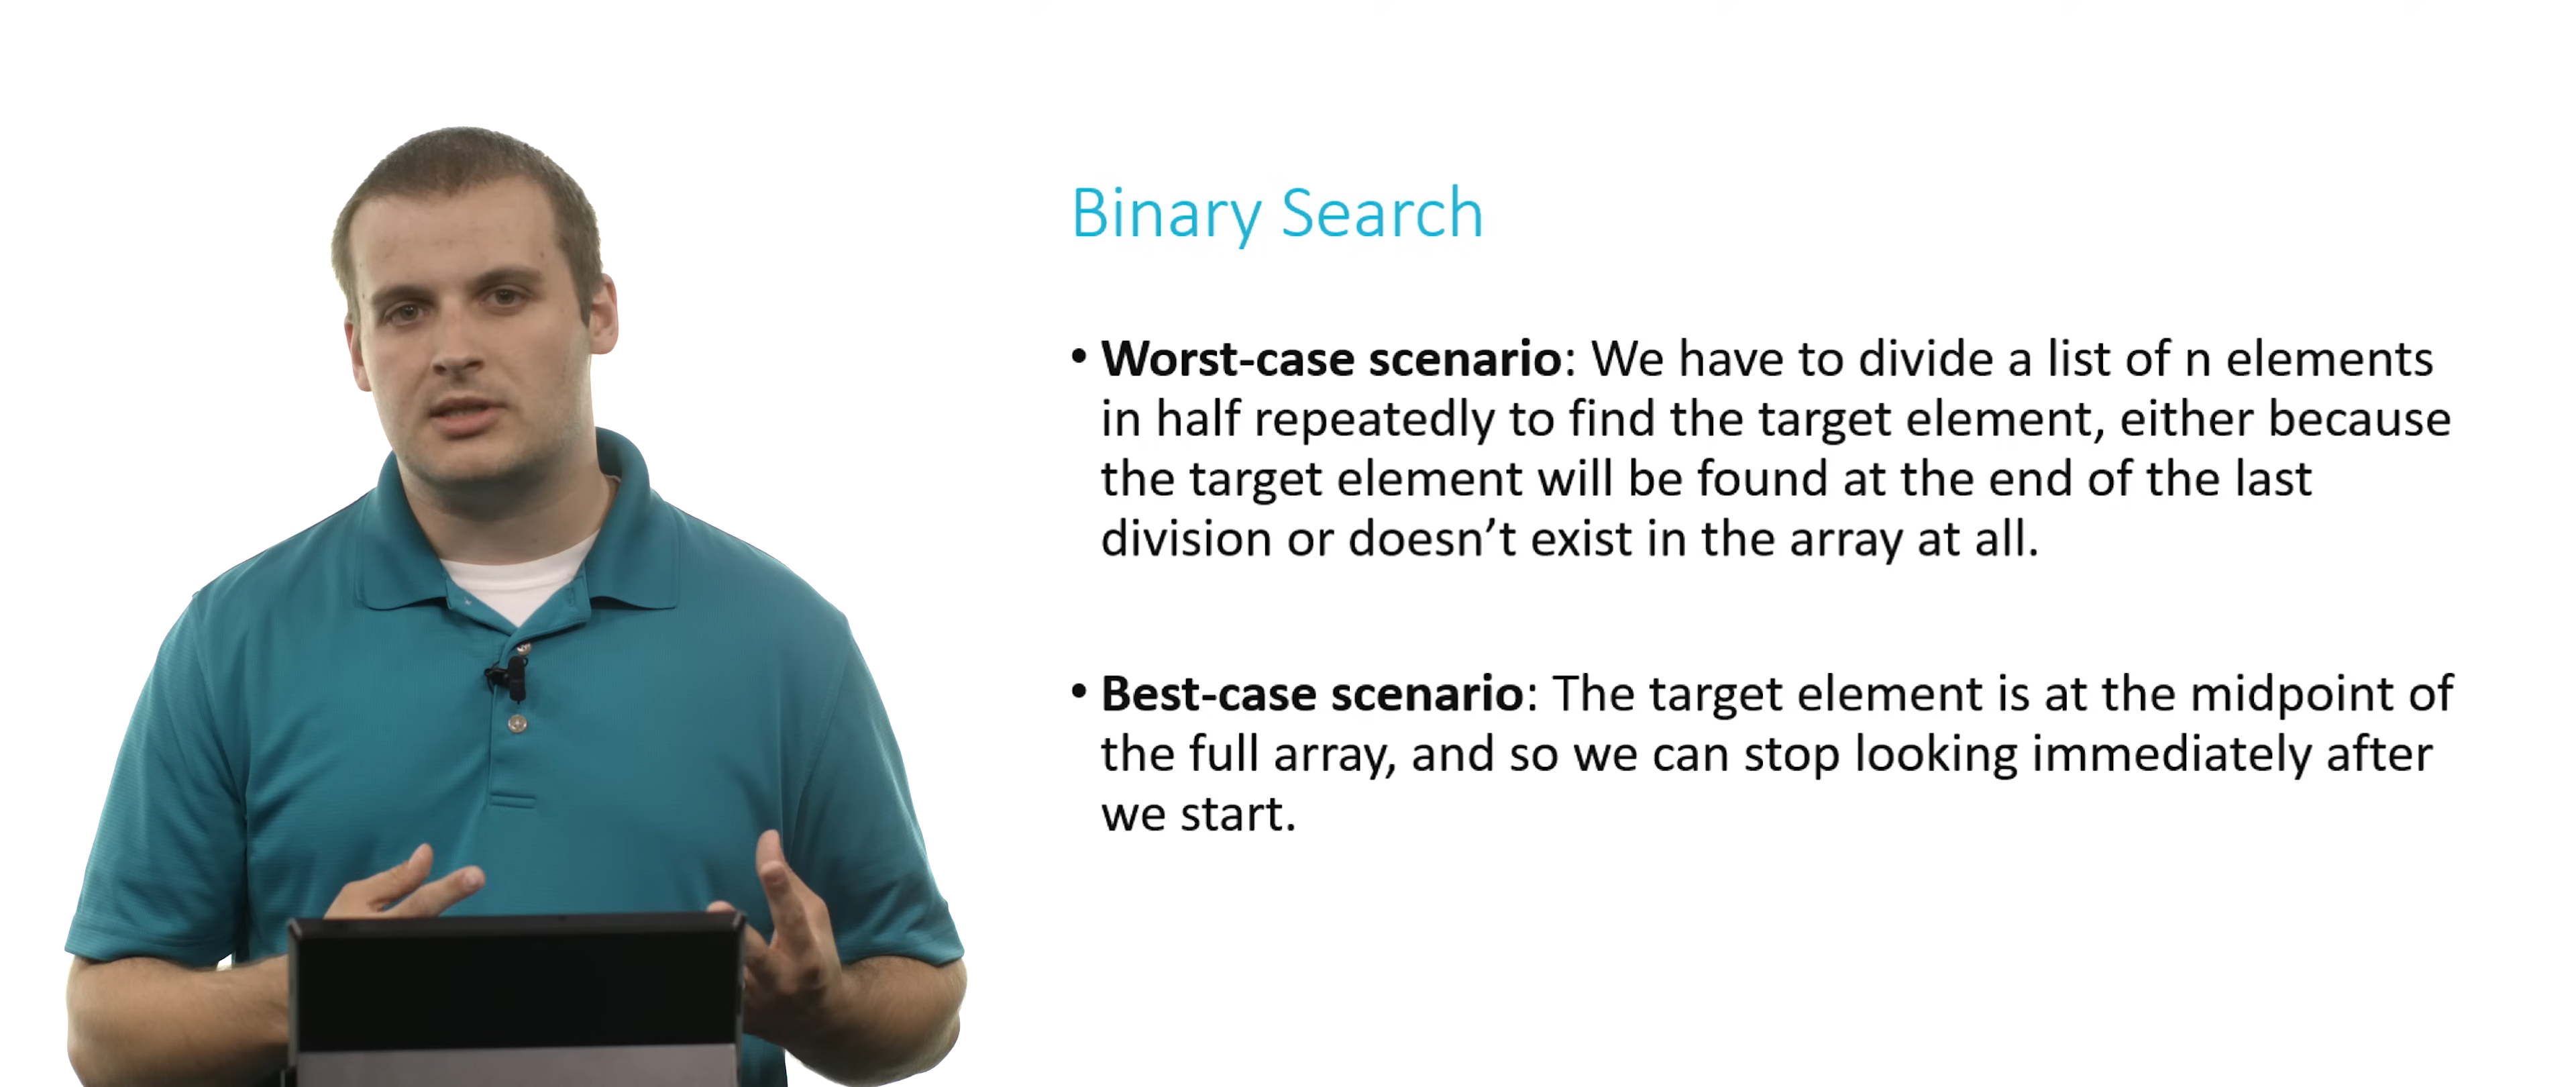 Binary Search
• Worst-case scenario: We have to divide a list of n elements
in half repeatedly to find the target element, either because
the target element will be found at the end of the last
division or doesn’t exist in the array at all.
• Best-case scenario: The target element is at the midpoint of
the full array, and so we can stop looking immediately after
we start.